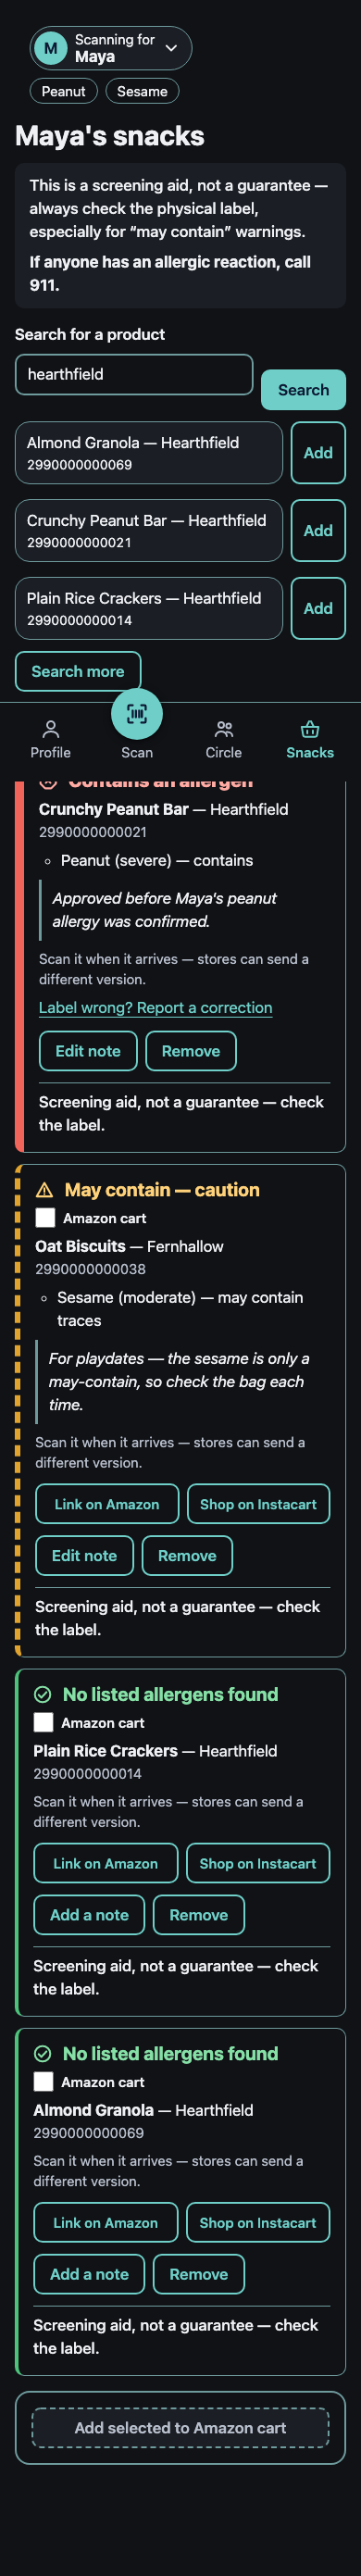 M
Scanning for
Maya
Peanut
Sesame
Maya's snacks
This is a screening aid, not a guarantee —
always check the physical label,
especially for “may contain” warnings.
If anyone has an allergic reaction, call
911.
Search for a product
hearthfield
Search
Almond Granola — Hearthfield
2990000000069
Add
Crunchy Peanut Bar — Hearthfield
2990000000021
Add
Plain Rice Crackers — Hearthfield
2990000000014
Add
Search more
Profile
Scan
Circle
Snacks
Contains an allergen
Crunchy Peanut Bar — Hearthfield
2990000000021
Peanut (severe) — contains
Approved before Maya's peanut
allergy was confirmed.
Scan it when it arrives — stores can send a
different version.
Label wrong? Report a correction
Edit note
Remove
Screening aid, not a guarantee — check
the label.
May contain — caution
Amazon cart
Oat Biscuits — Fernhallow
2990000000038
Sesame (moderate) — may contain
traces
For playdates — the sesame is only a
may-contain, so check the bag each
time.
Scan it when it arrives — stores can send a
different version.
Link on Amazon
Shop on Instacart
Edit note
Remove
Screening aid, not a guarantee — check
the label.
No listed allergens found
Amazon cart
Plain Rice Crackers — Hearthfield
2990000000014
Scan it when it arrives — stores can send a
different version.
Link on Amazon
Shop on Instacart
Add a note
Remove
Screening aid, not a guarantee — check
the label.
No listed allergens found
Amazon cart
Almond Granola — Hearthfield
2990000000069
Scan it when it arrives — stores can send a
different version.
Link on Amazon
Shop on Instacart
Add a note
Remove
Screening aid, not a guarantee — check
the label.
Add selected to Amazon cart